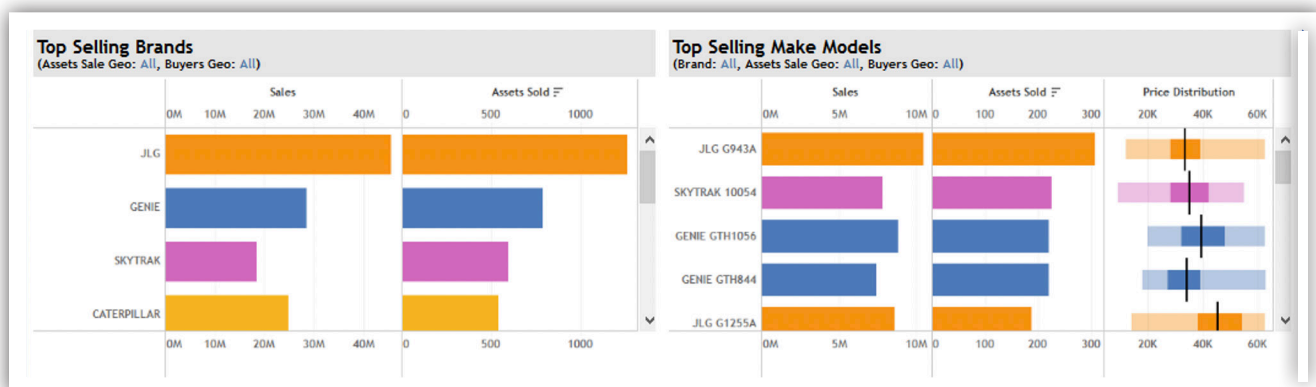 Top Selling Brands
(Assets Sale Geo: All, Buyers Geo: All)
Sales
Assets Sold
0M 10M 20M 30M 40M
0 500 1000
JLG
GENIE
SKYTRAK
CATERPILLAR
0M 10M 20M 30M 40M
0 500 1000
Top Selling Make Models
(Brand: All, Assets Sale Geo: All, Buyers Geo: All)
Sales
Assets Sold
Price Distribution
0M 5M 10M
0 100 200 300
20K 40K 60K
JLG G943A
SKYTRAK 10054
GENIE GTH1056
GENIE GTH844
JLG G1255A
0M 5M 10M
0 100 200 300
20K 40K 60K